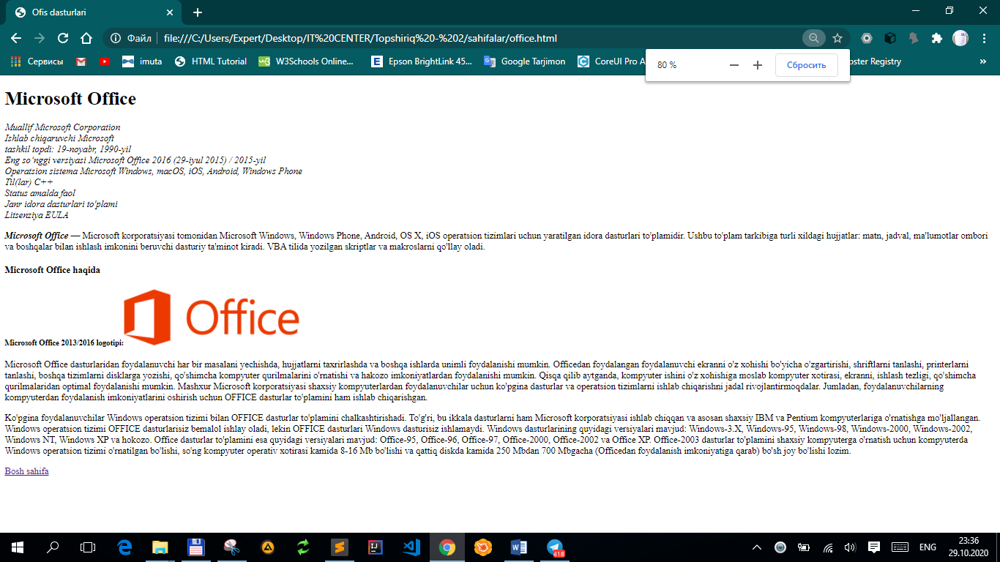 Ofis dasturlari
Файл
file:///C:/Users/Expert/Desktop/IT%20CENTER/Topshiriq%20-%202/sahifalar/office.html
Сервисы
imuta
HTML Tutorial
W3Schools Online...
Epson BrightLink 45...
Google Tarjimon
CoreUI Pro A
Registry
80 %
Сбросить
Microsoft Office
Muallif Microsoft Corporation
Ishlab chiqaruvchi Microsoft
tashkil topdi: 19-noyabr, 1990-yil
Eng soʻnggi versiyasi Microsoft Office 2016 (29-iyul 2015) / 2015-yil
Operatsion sistema Microsoft Windows, macOS, iOS, Android, Windows Phone
Til(lar) C++
Status amalda faol
Janr idora dasturlari to'plami
Litsenziya EULA
Microsoft Office — Microsoft korporatsiyasi tomonidan Microsoft Windows, Windows Phone, Android, OS X, iOS operatsion tizimlari uchun yaratilgan idora dasturlari to'plamidir. Ushbu to'plam tarkibiga turli xildagi hujjatlar: matn, jadval, ma'lumotlar ombori
va boshqalar bilan ishlash imkonini beruvchi dasturiy ta'minot kiradi. VBA tilida yozilgan skriptlar va makroslarni qo'llay oladi.
Microsoft Office haqida
Office
Microsoft Office 2013/2016 logotipi:
Microsoft Office dasturlaridan foydalanuvchi har bir masalani yechishda, hujjatlarni taxrirlashda va boshqa ishlarda unimli foydalanishi mumkin. Officedan foydalangan foydalanuvchi ekranni o'z xohishi bo'yicha o'zgartirishi, shriftlarni tanlashi, printerlarni
tanlashi, boshqa tizimlarni disklarga yozishi, qo'shimcha kompyuter qurilmalarini o'rnatishi va hakozo imkoniyatlardan foydalanishi mumkin. Qisqa qilib aytganda, kompyuter ishini o'z xohishiga moslab kompyuter xotirasi, ekranni, ishlash tezligi, qo'shimcha
qurilmalaridan optimal foydalanishi mumkin. Mashxur Microsoft korporatsiyasi shaxsiy kompyuterlardan foydalanuvchilar uchun ko'pgina dasturlar va operatsion tizimlarni ishlab chiqarishni jadal rivojlantirmoqdalar. Jumladan, foydalanuvchilarning
kompyuterdan foydalanish imkoniyatlarini oshirish uchun OFFICE dasturlar to'plamini ham ishlab chiqarishgan.
Ko'pgina foydalanuvchilar Windows operatsion tizimi bilan OFFICE dasturlar to'plamini chalkashtirishadi. To'g'ri, bu ikkala dasturlarni ham Microsoft korporatsiyasi ishlab chiqqan va asosan shaxsiy IBM va Pentium kompyuterlariga o'rnatishga mo'ljallangan.
Windows operatsion tizimi OFFICE dasturlarisiz bemalol ishlay oladi, lekin OFFICE dasturlari Windows dasturisiz ishlamaydi. Windows dasturlarining quyidagi versiyalari mavjud: Windows-3.X, Windows-95, Windows-98, Windows-2000, Windows-2002,
Windows NT, Windows XP va hokozo. Office dasturlar to'plamini esa quyidagi versiyalari mavjud: Office-95, Office-96, Office-97, Office-2000, Office-2002 va Office XP. Office-2003 dasturlar to'plamini shaxsiy kompyuterga o'rnatish uchun kompyuterda
Windows operatsion tizimi o'rnatilgan bo'lishi, so'ng kompyuter operativ xotirasi kamida 8-16 Mb bo'lishi va qattiq diskda kamida 250 Mbdan 700 Mbgacha (Officedan foydalanish imkoniyatiga qarab) bo'sh joy bo'lishi lozim.
Bosh sahifa
418
ENG
23:36
29.10.2020